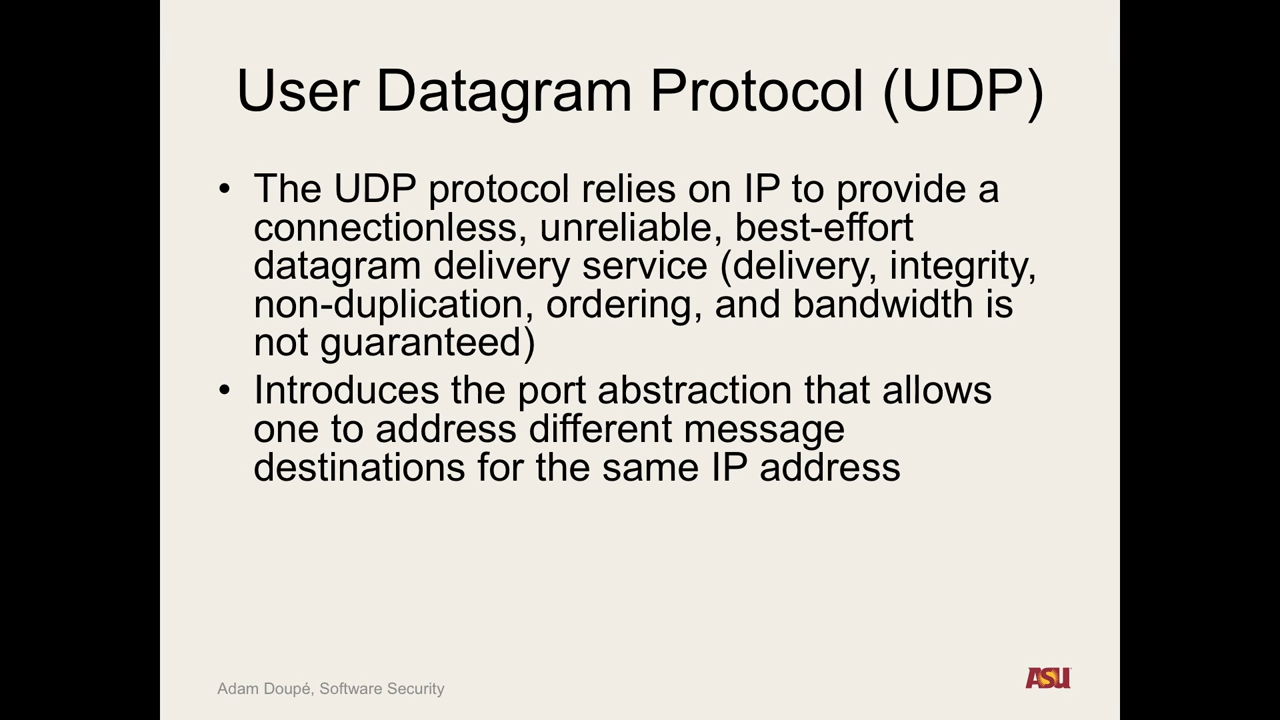 User Datagram Protocol (UDP)
• The UDP protocol relies on IP to provide a
connectionless, unreliable, best-effort
datagram delivery service (delivery, integrity,
non-duplication, ordering, and bandwidth is
not guaranteed)
• Introduces the port abstraction that allows
one to address different message
destinations for the same IP address
Adam Doupé, Software Security
ASU